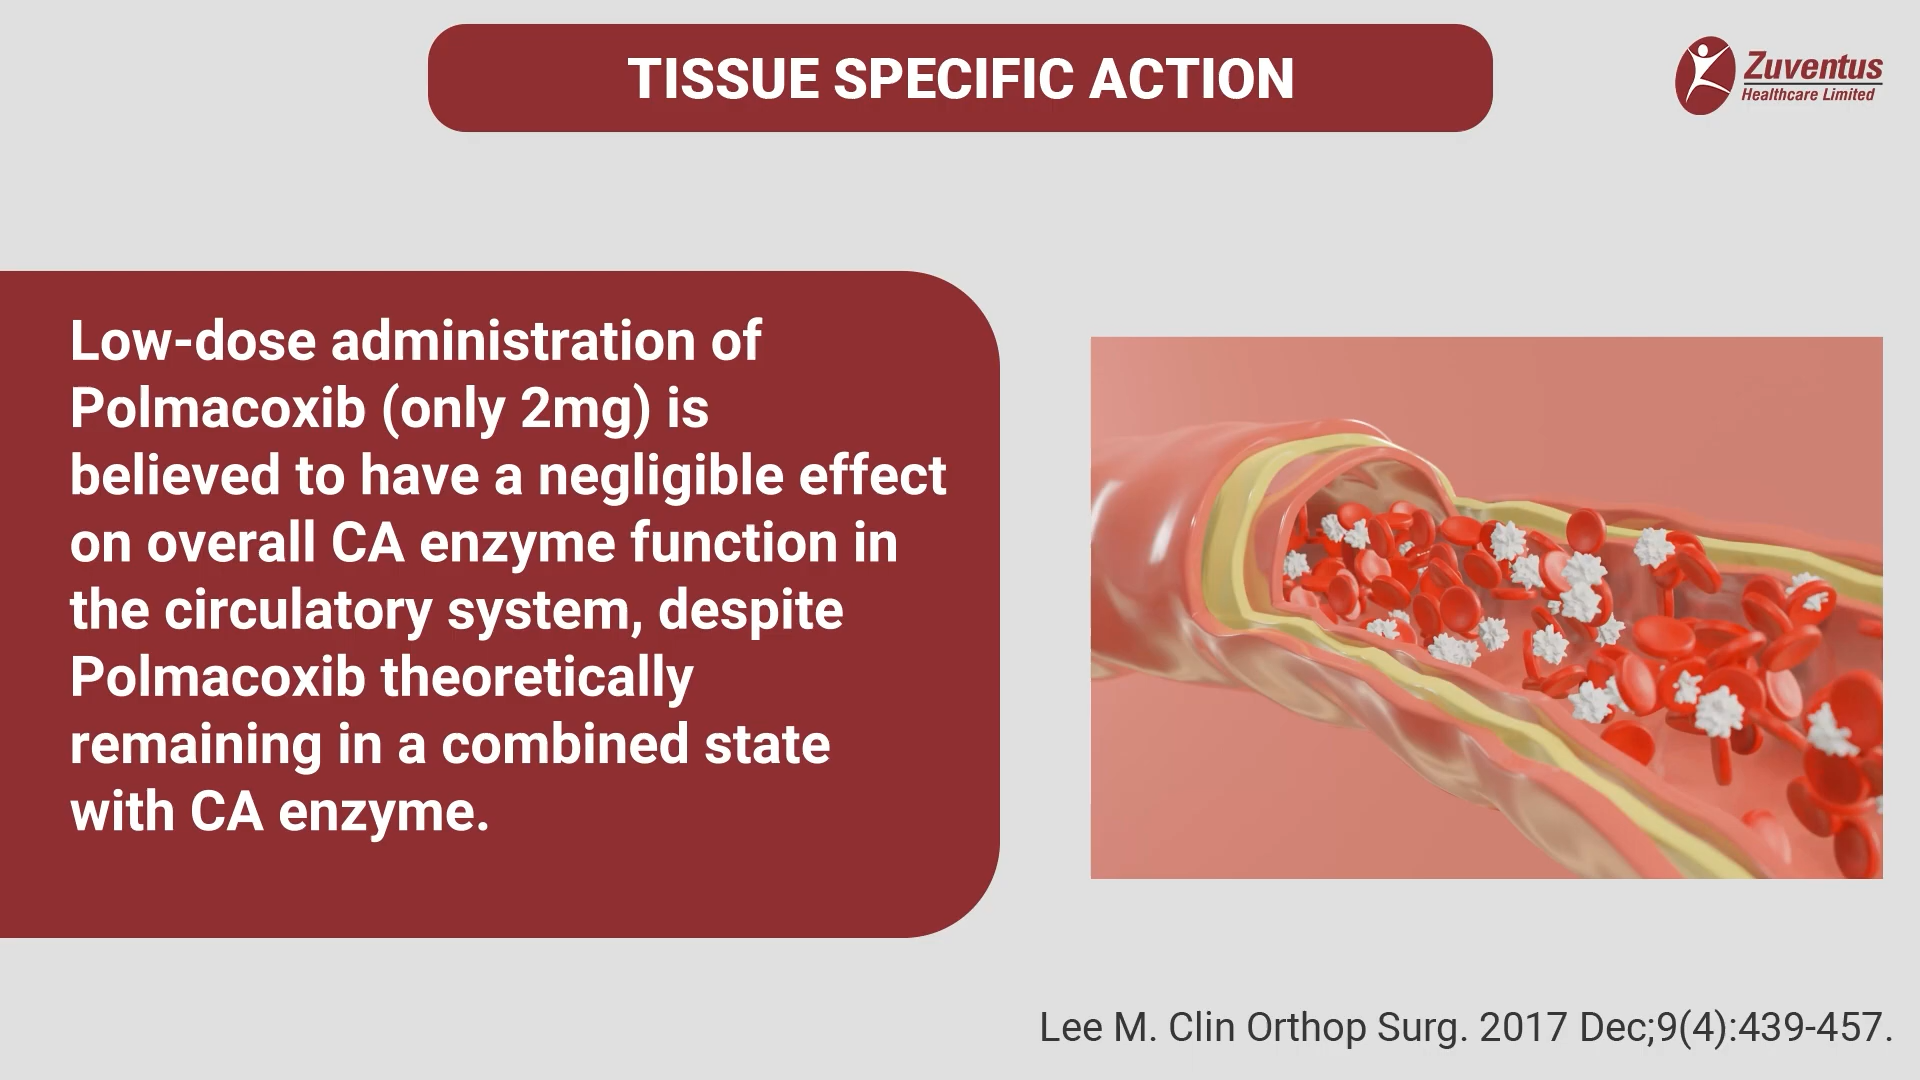 TISSUE SPECIFIC ACTION
Zuventus
Healthcare Limited
Low-dose administration of
Polmacoxib (only 2mg) is
believed to have a negligible effect
on overall CA enzyme function in
the circulatory system, despite
Polmacoxib theoretically
remaining in a combined state
with CA enzyme.
Lee M. Clin Orthop Surg. 2017 Dec;9(4):439-457.